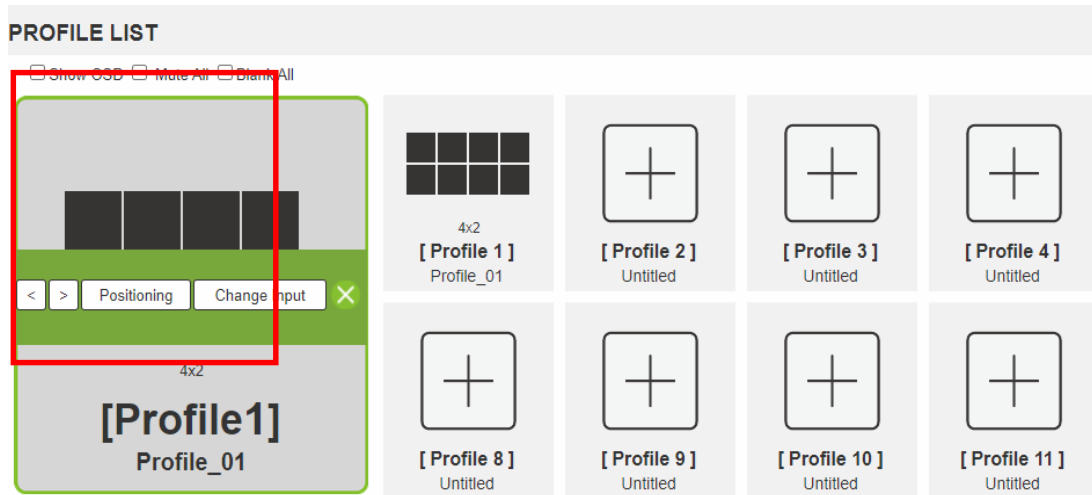 PROFILE LIST
Show OSD Mute All Blank All
< > Positioning Change Input
4x2
[Profile1]
Profile_01
4x2
[ Profile 1 ]
Profile_01
[ Profile 2 ]
Untitled
[ Profile 3 ]
Untitled
[ Profile 4 ]
Untitled
[ Profile 8 ]
Untitled
[ Profile 9 ]
Untitled
[ Profile 10 ]
Untitled
[ Profile 11 ]
Untitled